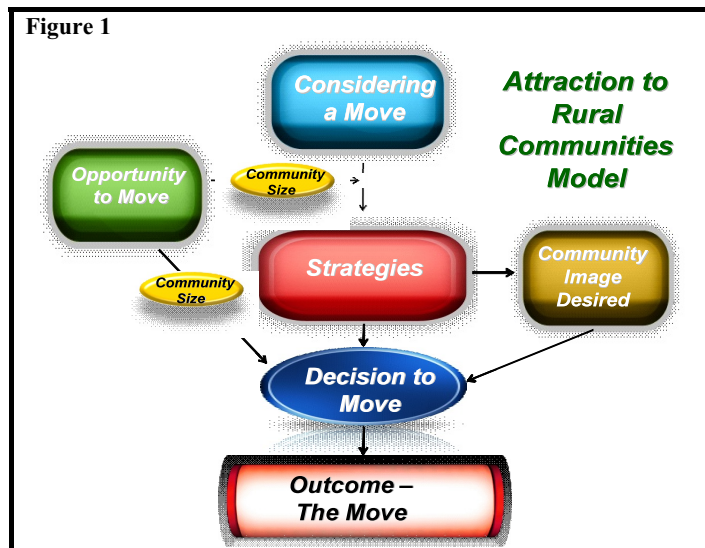 Figure 1
Considering
a Move
Attraction to
Rural
Communities
Model
Opportunity
to Move
Community
Size
Strategies
Community
Image
Desired
Community
Size
Decision to
Move
Outcome –
The Move